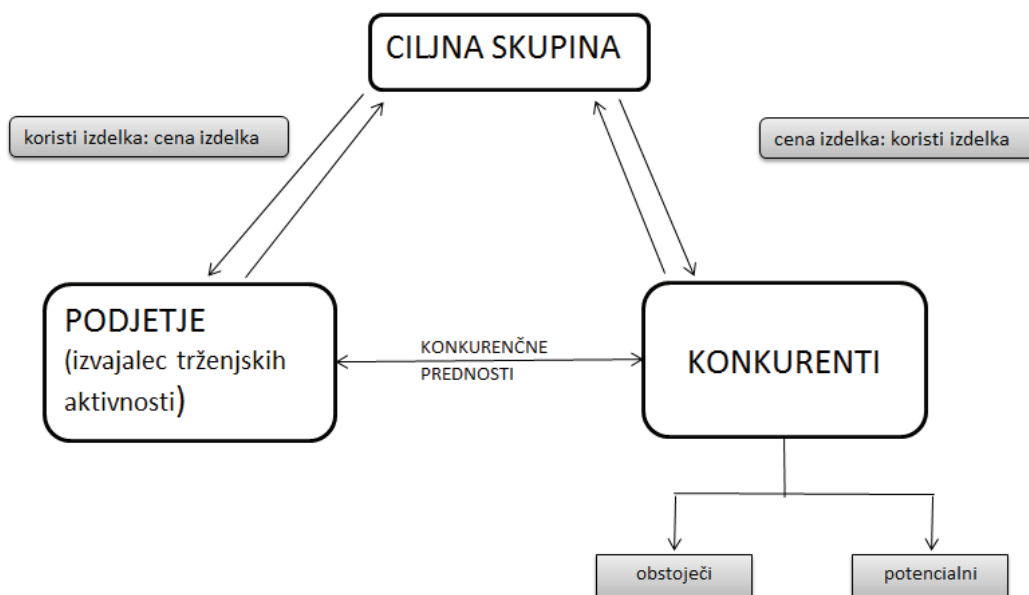 CILJNA SKUPINA
koristi izdelka: cena izdelka
cena izdelka: koristi izdelka
PODJETJE
(izvajalec trženjskih
aktivnosti)
KONKURENČNE
PREDNOSTI
KONKURENTI
obstoječi
potencialni